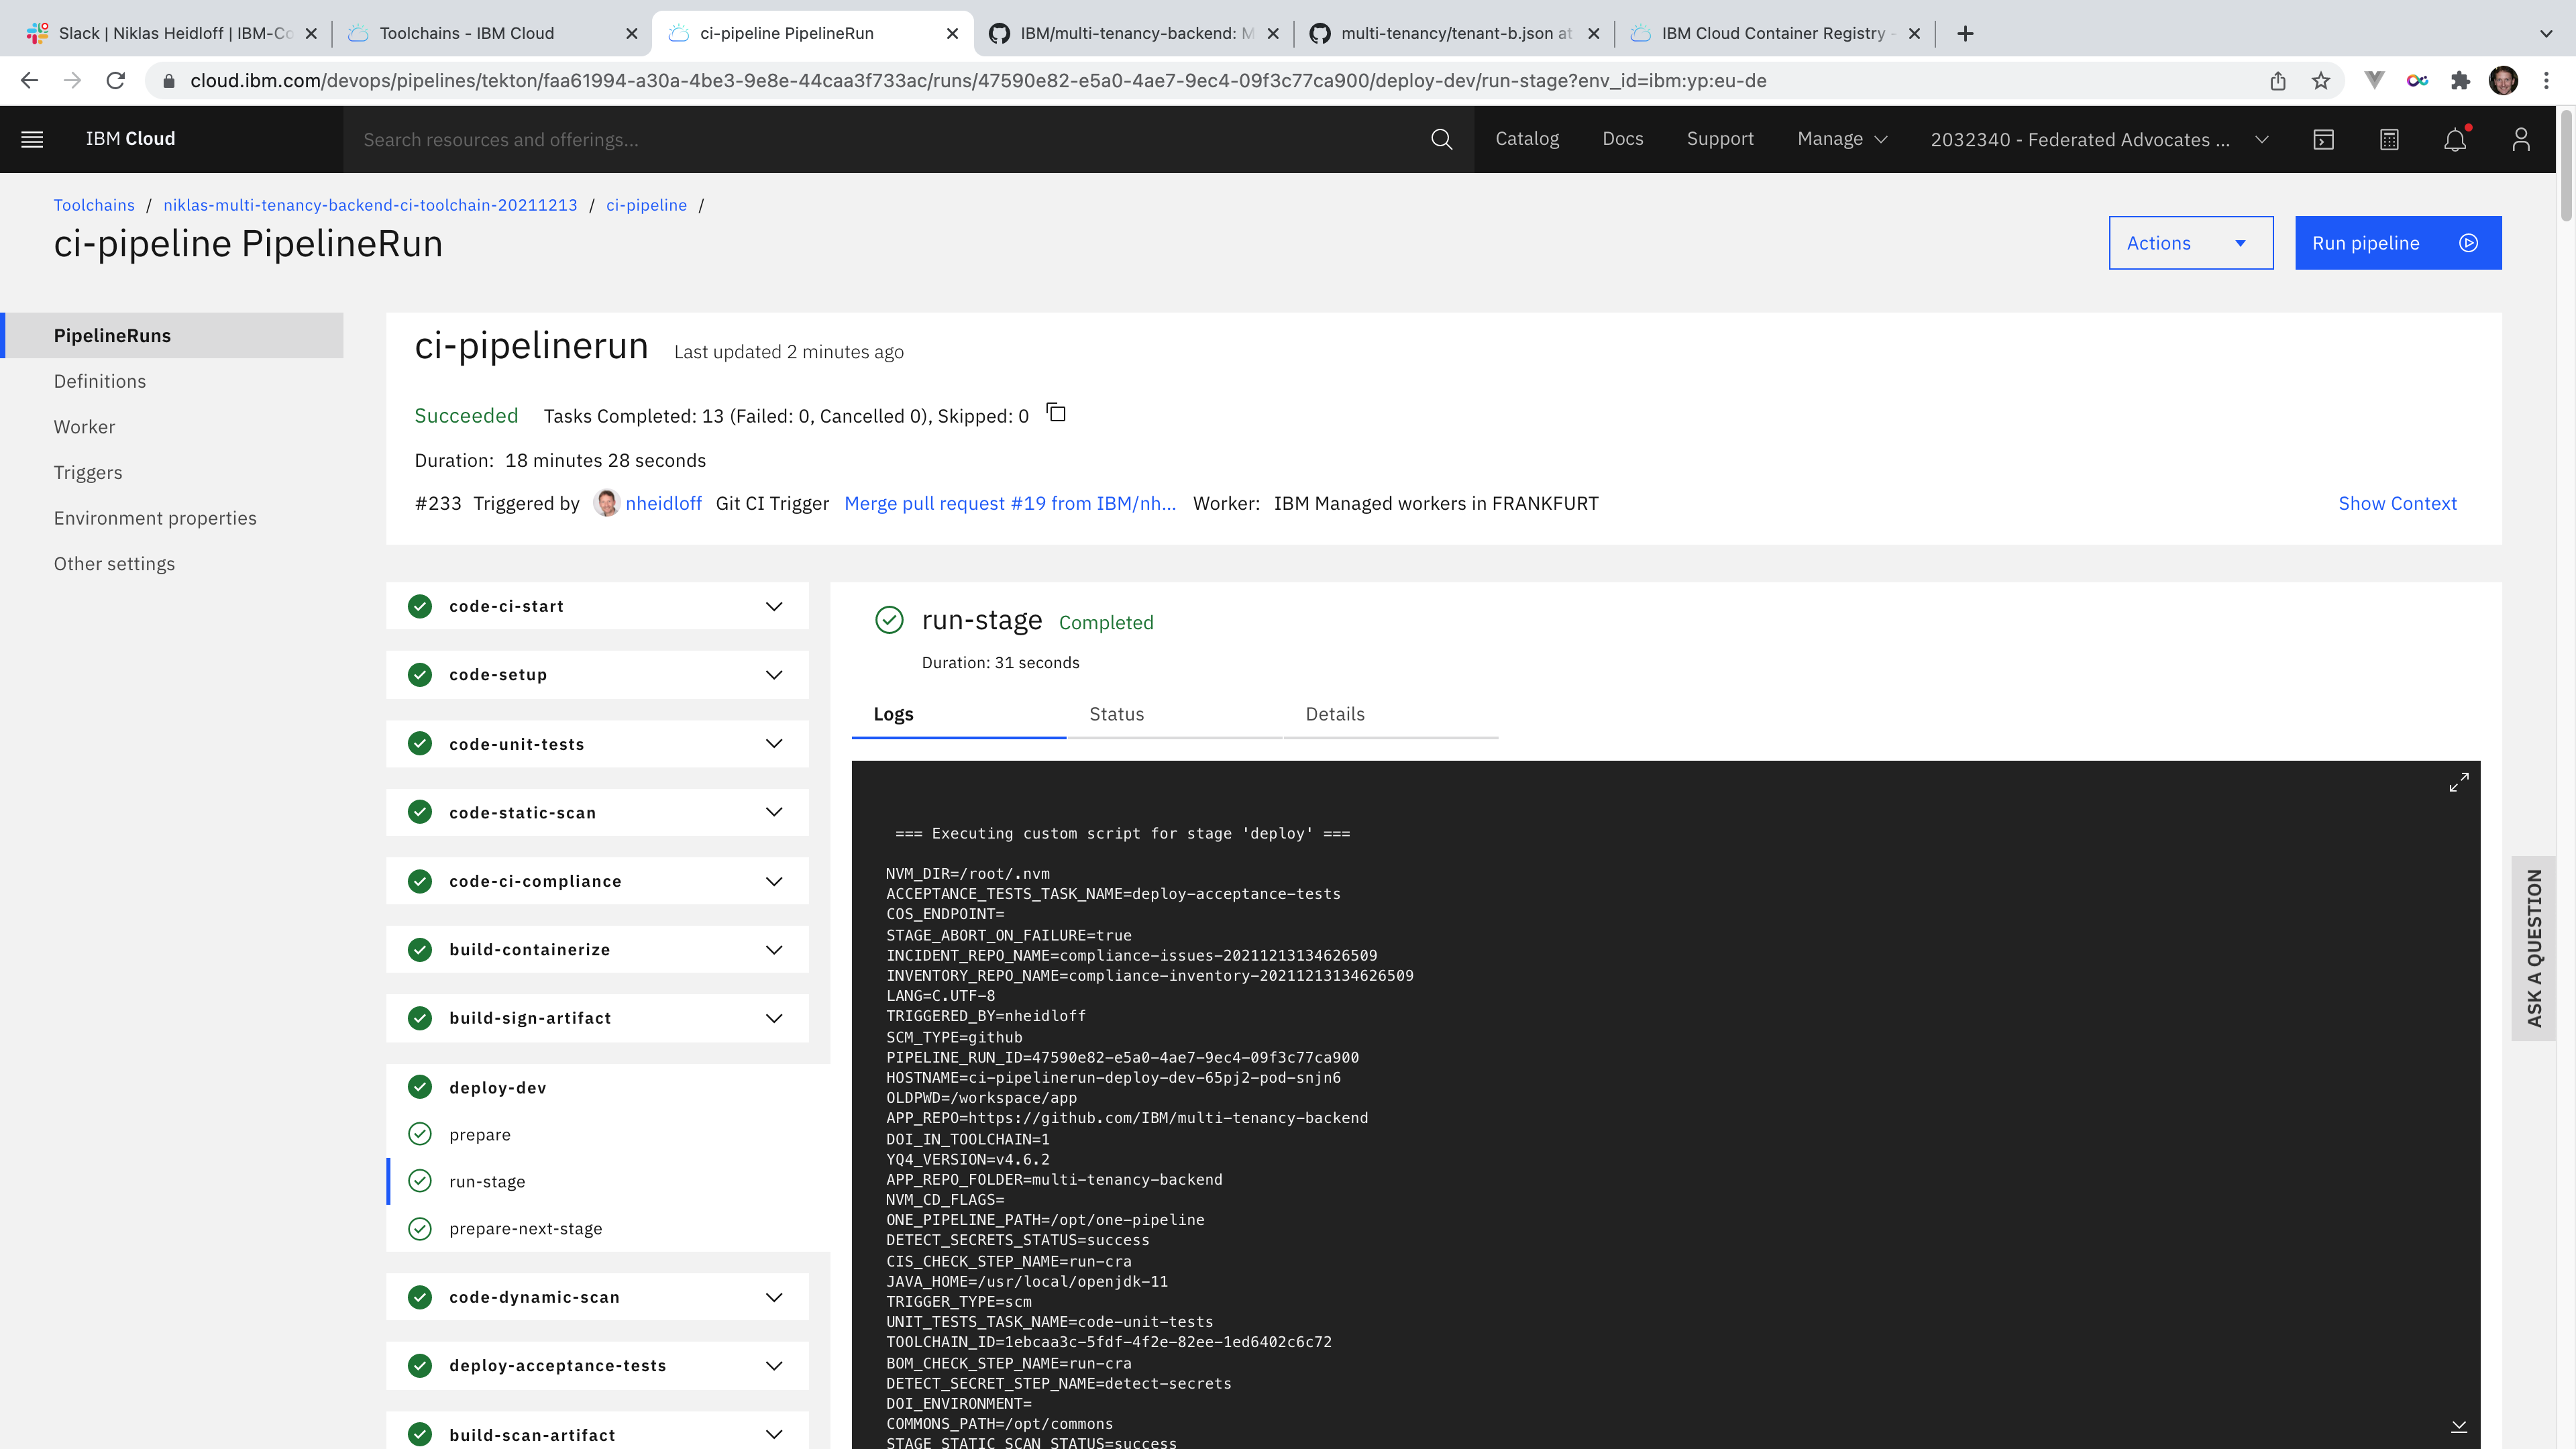 Slack | Niklas Heidloff | IBM-Co
Toolchains - IBM Cloud
ci-pipeline PipelineRun
IBM/multi-tenancy-backend: M
multi-tenancy/tenant-b.json at
IBM Cloud Container Registry -
cloud.ibm.com/devops/pipelines/tekton/faa61994-a30a-4be3-9e8e-44caa3f733ac/runs/47590e82-e5a0-4ae7-9ec4-09f3c77ca900/deploy-dev/run-stage?env_id=ibm:yp:eu-de
IBM Cloud
Search resources and offerings...
Catalog
Docs
Support
Manage
2032340 - Federated Advocates ...
Toolchains / niklas-multi-tenancy-backend-ci-toolchain-20211213 / ci-pipeline /
ci-pipeline PipelineRun
Actions
Run pipeline
PipelineRuns
Definitions
Worker
Triggers
Environment properties
Other settings
ci-pipelinerun Last updated 2 minutes ago
Succeeded Tasks Completed: 13 (Failed: 0, Cancelled 0), Skipped: 0
Duration: 18 minutes 28 seconds
#233 Triggered by nheidloff Git CI Trigger Merge pull request #19 from IBM/nh... Worker: IBM Managed workers in FRANKFURT
Show Context
code-ci-start
code-setup
code-unit-tests
code-static-scan
code-ci-compliance
build-containerize
build-sign-artifact
deploy-dev
prepare
run-stage
prepare-next-stage
code-dynamic-scan
deploy-acceptance-tests
build-scan-artifact
run-stage Completed
Duration: 31 seconds
Logs
Status
Details
=== Executing custom script for stage 'deploy' ===
NVM_DIR=/root/.nvm
ACCEPTANCE_TESTS_TASK_NAME=deploy-acceptance-tests
COS_ENDPOINT=
STAGE_ABORT_ON_FAILURE=true
INCIDENT_REPO_NAME=compliance-issues-20211213134626509
INVENTORY_REPO_NAME=compliance-inventory-20211213134626509
LANG=C.UTF-8
TRIGGERED_BY=nheidloff
SCM_TYPE=github
PIPELINE_RUN_ID=47590e82-e5a0-4ae7-9ec4-09f3c77ca900
HOSTNAME=ci-pipelinerun-deploy-dev-65pj2-pod-snjn6
OLDPWD=/workspace/app
APP_REPO=https://github.com/IBM/multi-tenancy-backend
DOI_IN_TOOLCHAIN=1
YQ4_VERSION=v4.6.2
APP_REPO_FOLDER=multi-tenancy-backend
NVM_CD_FLAGS=
ONE_PIPELINE_PATH=/opt/one-pipeline
DETECT_SECRETS_STATUS=success
CIS_CHECK_STEP_NAME=run-cra
JAVA_HOME=/usr/local/openjdk-11
TRIGGER_TYPE=scm
UNIT_TESTS_TASK_NAME=code-unit-tests
TOOLCHAIN_ID=1ebcaa3c-5fdf-4f2e-82ee-1ed6402c6c72
BOM_CHECK_STEP_NAME=run-cra
DETECT_SECRET_STEP_NAME=detect-secrets
DOI_ENVIRONMENT=
COMMONS_PATH=/opt/commons
STAGE_STATIC_SCAN_STATUS=success
ASK A QUESTION